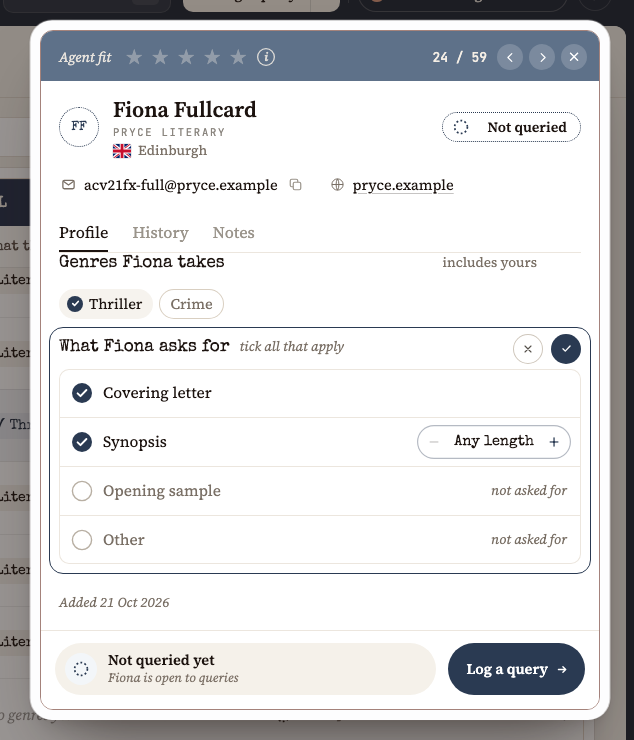 Agent fit
24 / 59
FF
Fiona Fullcard
PRYCE LITERARY
Edinburgh
Not queried
acv21fx-full@pryce.example
pryce.example
Profile
History
Notes
Genres Fiona takes
includes yours
Thriller
Crime
What Fiona asks for
tick all that apply
Covering letter
Synopsis
− Any length +
Opening sample
not asked for
Other
not asked for
Added 21 Oct 2026
Not queried yet
Fiona is open to queries
Log a query →